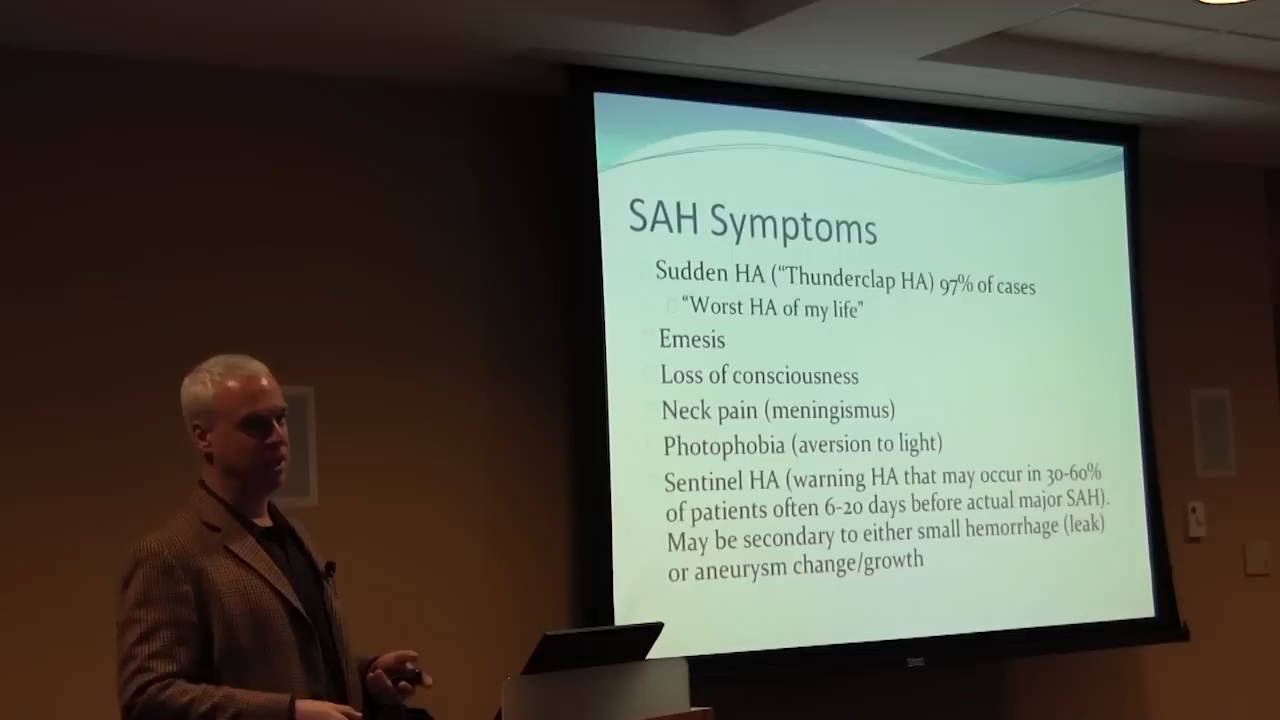 SAH Symptoms
Sudden HA (“Thunderclap HA) 97% of cases
“Worst HA of my life”
Emesis
Loss of consciousness
Neck pain (meningismus)
Photophobia (aversion to light)
Sentinel HA (warning HA that may occur in 30-60%
of patients often 6-20 days before actual major SAH).
May be secondary to either small hemorrhage (leak)
or aneurysm change/growth